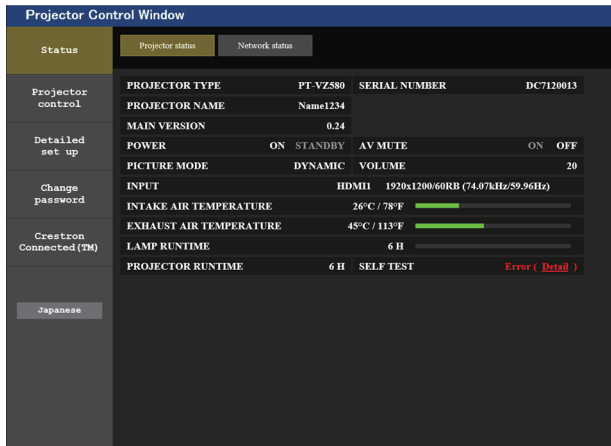 Projector Control Window
Status
Projector control
Detailed set up
Change password
Crestron Connected(TM)
Japanese
Projector status Network status
PROJECTOR TYPE PT-VZ580 SERIAL NUMBER DC7120013
PROJECTOR NAME Name1234
MAIN VERSION 0.24
POWER ON STANDBY AV MUTE ON OFF
PICTURE MODE DYNAMIC VOLUME 20
INPUT HDMI1 1920x1200/60RB (74.07kHz/59.96Hz)
INTAKE AIR TEMPERATURE 26°C / 78°F
EXHAUST AIR TEMPERATURE 45°C / 113°F
LAMP RUNTIME 6 H
PROJECTOR RUNTIME 6 H SELF TEST Error ( Detail )